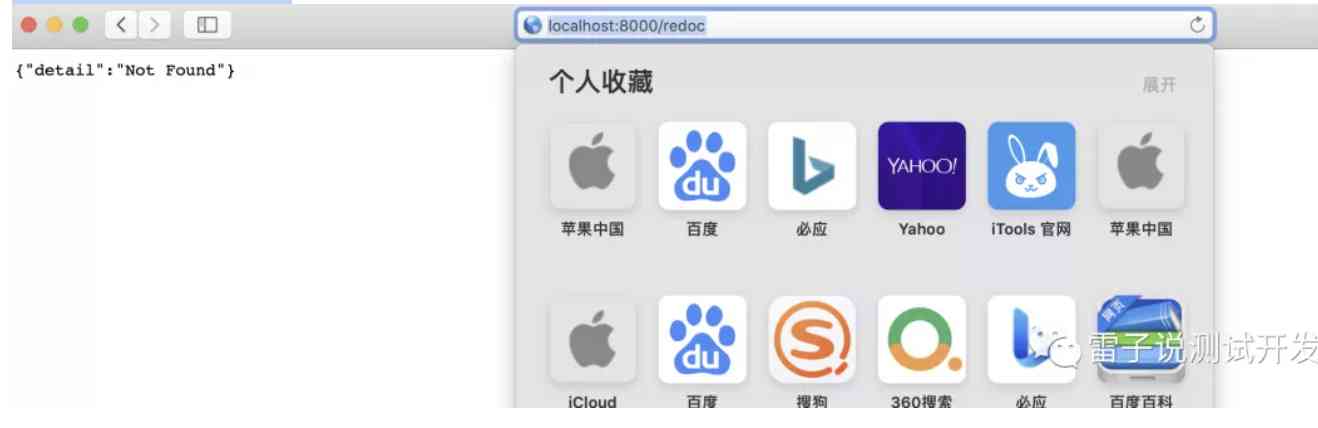 localhost:8000/redoc
{"detail":"Not Found"}
个人收藏
展开
du
YAHOO!
苹果中国
百度
必应
Yahoo
iTools 官网
苹果中国
du
S
网页
雷子说测试开发
iCloud
百度
搜狗
360搜索
必应
百度百科